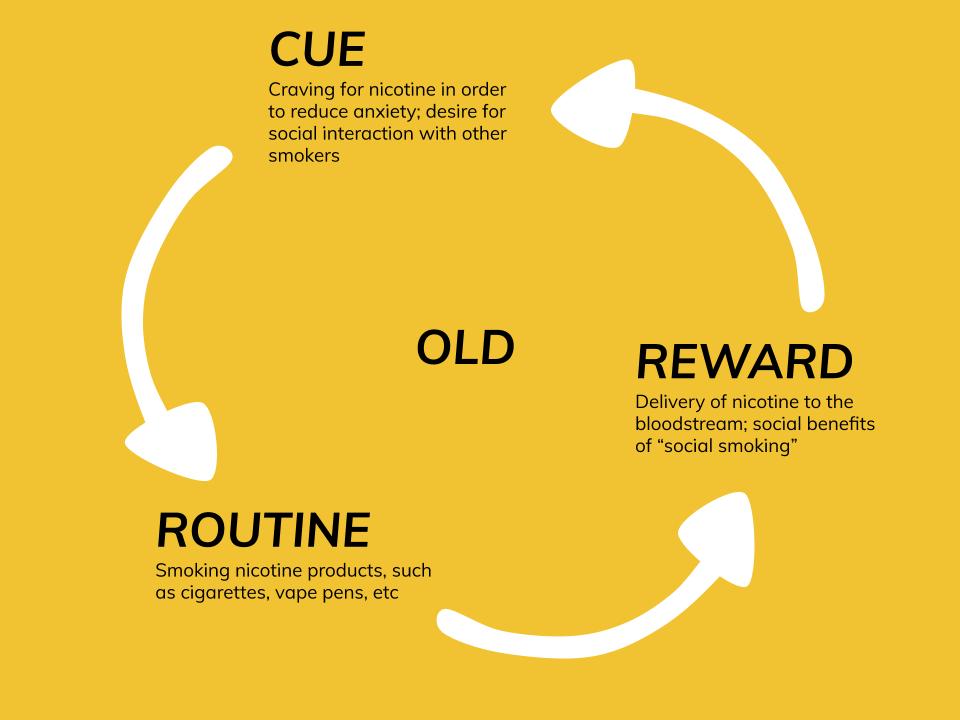 CUE
Craving for nicotine in order
to reduce anxiety; desire for
social interaction with other
smokers
OLD
REWARD
Delivery of nicotine to the
bloodstream; social benefits
of “social smoking”
ROUTINE
Smoking nicotine products, such
as cigarettes, vape pens, etc